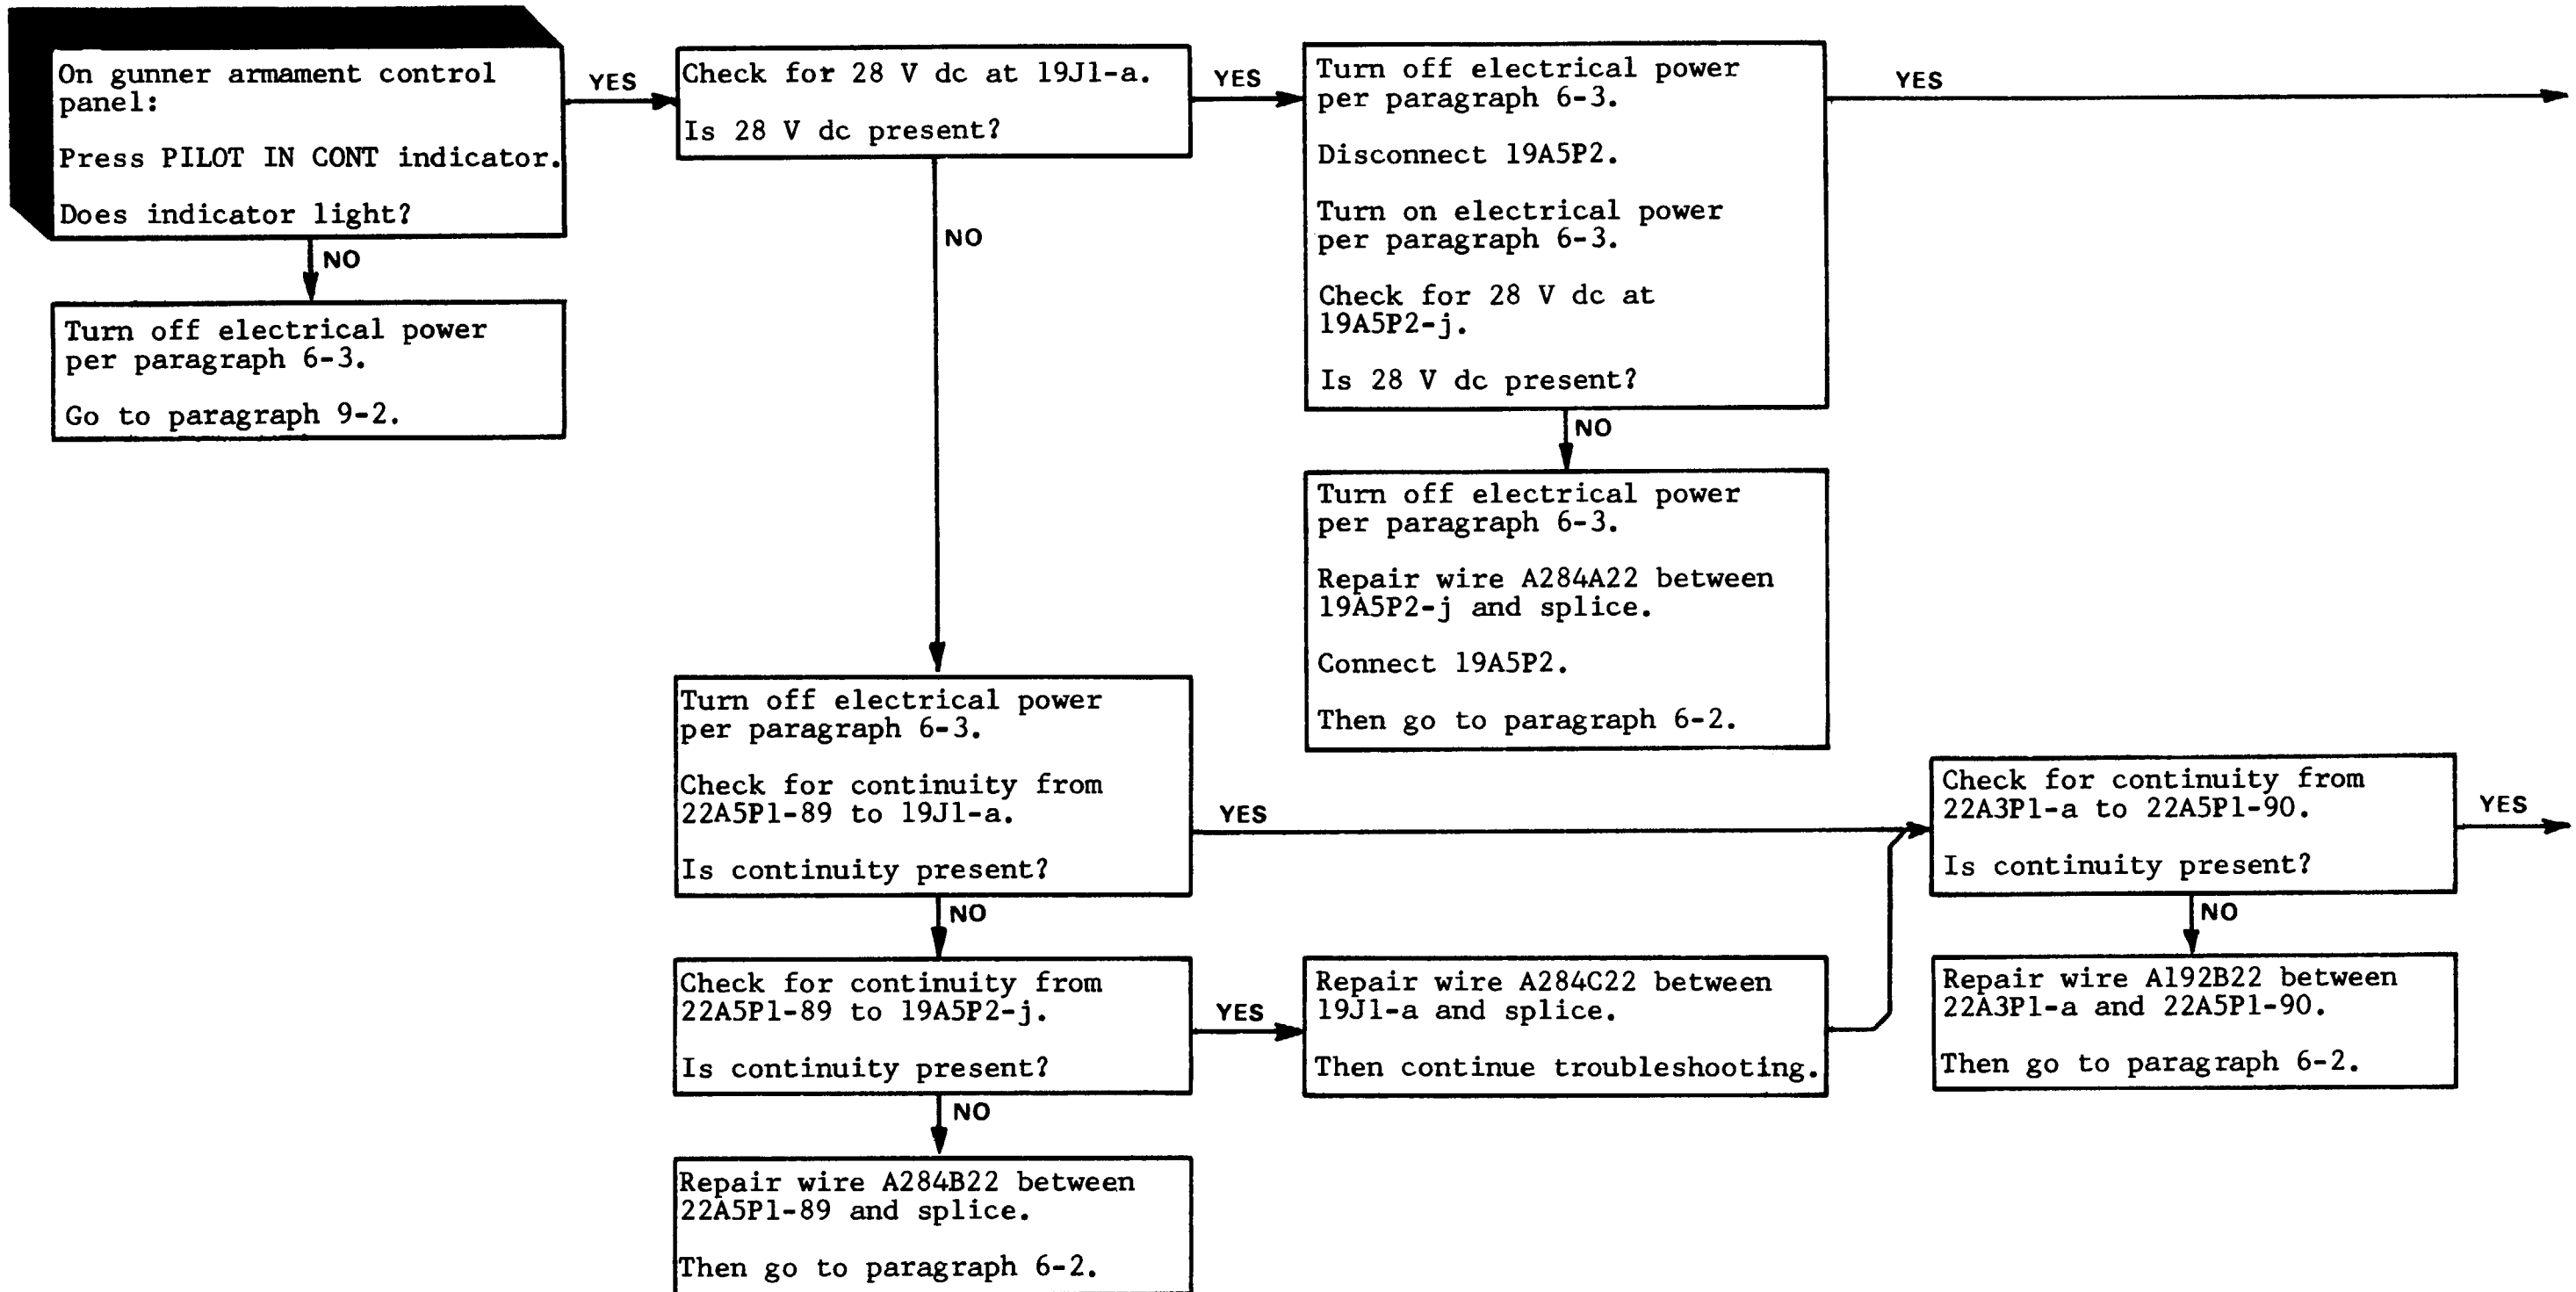 On gunner armament control
panel:
Press PILOT IN CONT indicator.
Does indicator light?
YES
NO
Turn off electrical power
per paragraph 6-3.
Go to paragraph 9-2.
Check for 28 V dc at 19J1-a.
Is 28 V dc present?
YES
NO
Turn off electrical power
per paragraph 6-3.
Disconnect 19A5P2.
Turn on electrical power
per paragraph 6-3.
Check for 28 V dc at
19A5P2-j.
Is 28 V dc present?
YES
NO
Turn off electrical power
per paragraph 6-3.
Repair wire A284A22 between
19A5P2-j and splice.
Connect 19A5P2.
Then go to paragraph 6-2.
Turn off electrical power
per paragraph 6-3.
Check for continuity from
22A5P1-89 to 19J1-a.
Is continuity present?
YES
NO
Check for continuity from
22A5P1-89 to 19A5P2-j.
Is continuity present?
YES
NO
Repair wire A284C22 between
19J1-a and splice.
Then continue troubleshooting.
Repair wire A284B22 between
22A5P1-89 and splice.
Then go to paragraph 6-2.
Check for continuity from
22A3P1-a to 22A5P1-90.
Is continuity present?
YES
NO
Repair wire A192B22 between
22A3P1-a and 22A5P1-90.
Then go to paragraph 6-2.